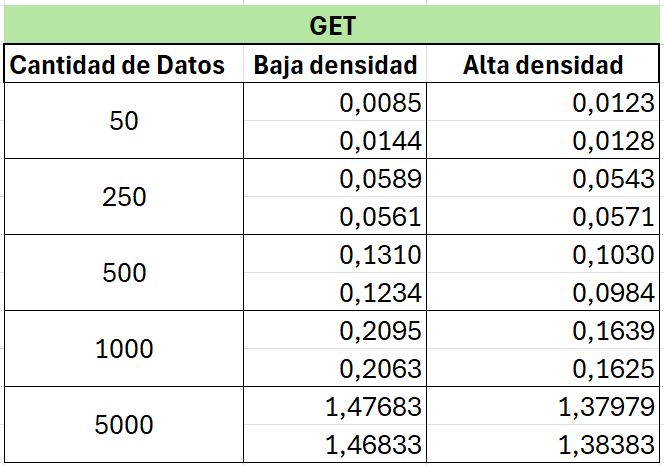 GET
Cantidad de Datos Baja densidad Alta densidad
50 0,0085 0,0123
0,0144 0,0128
250 0,0589 0,0543
0,0561 0,0571
500 0,1310 0,1030
0,1234 0,0984
1000 0,2095 0,1639
0,2063 0,1625
5000 1,47683 1,37979
1,46833 1,38383